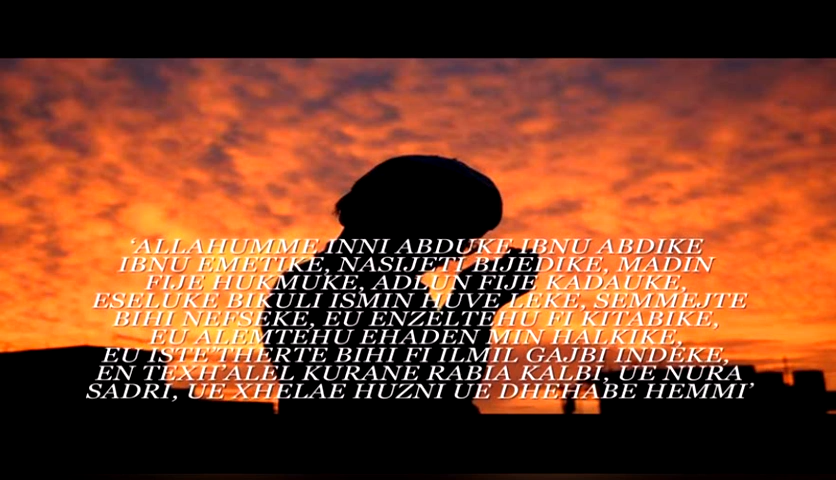 ‘ALLAHUMME INNI ABDUKE IBNU ABDIKE
IBNU EMETIKE, NASIJETI BIJEDIKE, MADIN
FIJE HUKMUKE, ADLUN FIJE KADAUKE,
ESELUKE BIKULI ISMIN HUVE LEKE, SEMMEJTE
BIHI NEFSEKE, EU ENZELTEHU FI KITABIKE,
EU ALEMTEHU EHADEN MIN HALKIKE,
EU ISTE'THERTE BIHI FI ILMIL GAJBI INDEKE,
EN TEXH'ALEL KURANE RABIA KALBI, UE NURA
SADRI, UE XHELAE HUZNI UE DHEHABE HEMMI’